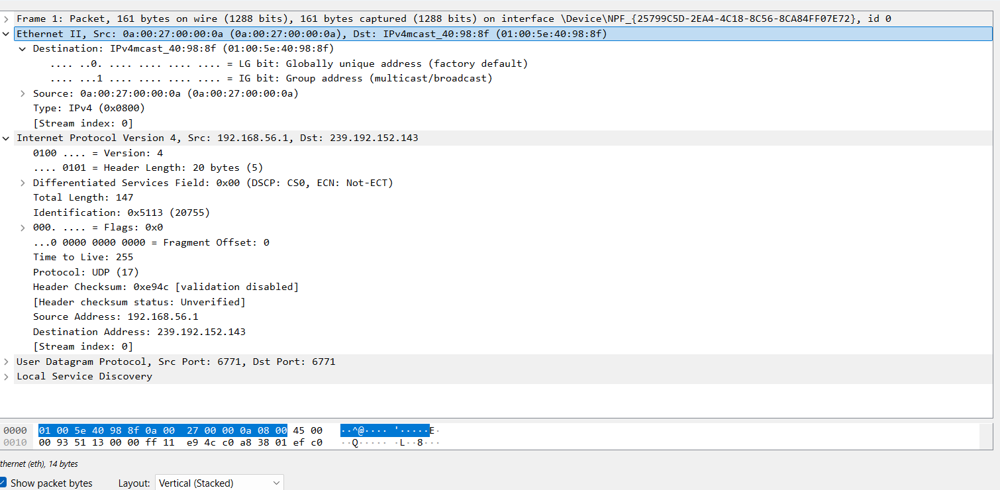 Frame 1: Packet, 161 bytes on wire (1288 bits), 161 bytes captured (1288 bits) on interface \Device\NPF_{25799C5D-2EA4-4C18-8C56-8CA84FF07E72}, id 0
Ethernet II, Src: 0a:00:27:00:00:0a (0a:00:27:00:00:0a), Dst: IPv4mcast_40:98:8f (01:00:5e:40:98:8f)
Destination: IPv4mcast_40:98:8f (01:00:5e:40:98:8f)
.... ..0. .... .... .... .... = LG bit: Globally unique address (factory default)
.... ...1 .... .... .... .... = IG bit: Group address (multicast/broadcast)
Source: 0a:00:27:00:00:0a (0a:00:27:00:00:0a)
Type: IPv4 (0x0800)
[Stream index: 0]
Internet Protocol Version 4, Src: 192.168.56.1, Dst: 239.192.152.143
0100 .... = Version: 4
.... 0101 = Header Length: 20 bytes (5)
Differentiated Services Field: 0x00 (DSCP: CS0, ECN: Not-ECT)
Total Length: 147
Identification: 0x5113 (20755)
000. .... = Flags: 0x0
...0 0000 0000 0000 = Fragment Offset: 0
Time to Live: 255
Protocol: UDP (17)
Header Checksum: 0xe94c [validation disabled]
[Header checksum status: Unverified]
Source Address: 192.168.56.1
Destination Address: 239.192.152.143
[Stream index: 0]
User Datagram Protocol, Src Port: 6771, Dst Port: 6771
Local Service Discovery
0000 01 00 5e 40 98 8f 0a 00 27 00 00 0a 08 00 45 00 ··^@···· '·····E·
0010 00 93 51 13 00 00 ff 11 e9 4c c0 a8 38 01 ef c0 ··Q····· ·L··8···
thernet (eth), 14 bytes
Show packet bytes Layout: Vertical (Stacked)